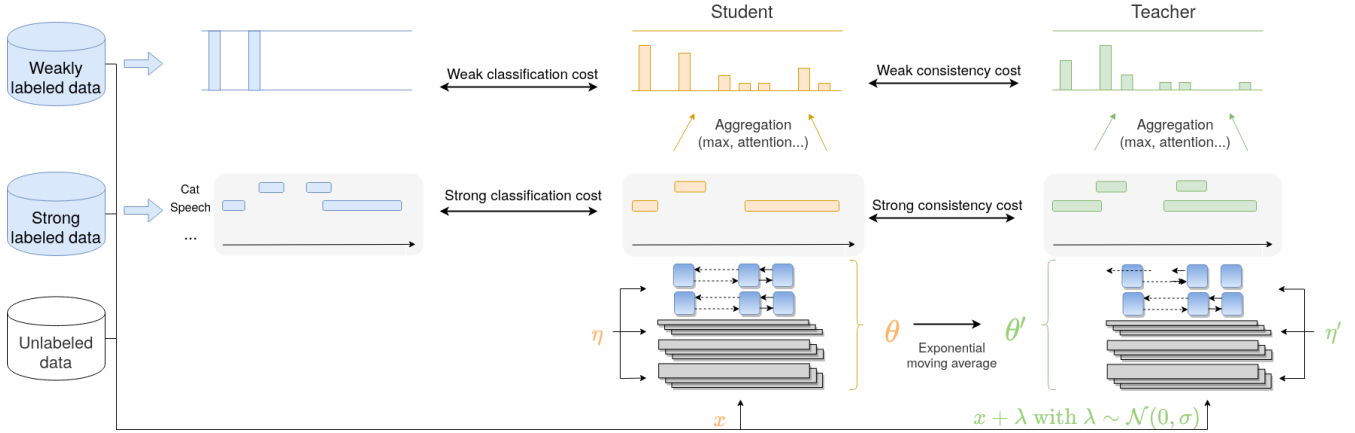 Student
Teacher
Weakly
labeled data
Weak classification cost
Weak consistency cost
Aggregation
(max, attention...)
Aggregation
(max, attention...)
Strong
labeled data
Cat
Speech
...
Strong classification cost
Strong consistency cost
Unlabeled
data
η
θ
Exponential
moving average
θ′
η′
x
x + λ with λ ∼ 𝒩(0, σ)